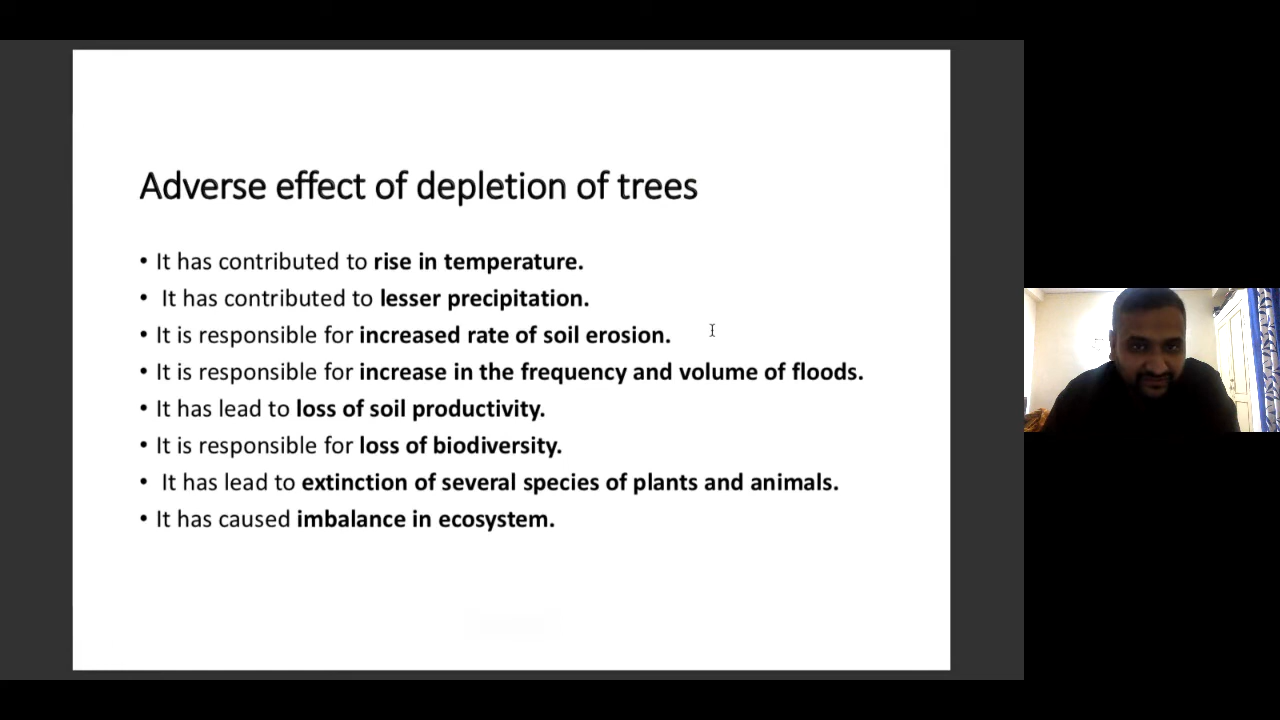 Adverse effect of depletion of trees
• It has contributed to rise in temperature.
• It has contributed to lesser precipitation.
• It is responsible for increased rate of soil erosion.
• It is responsible for increase in the frequency and volume of floods.
• It has lead to loss of soil productivity.
• It is responsible for loss of biodiversity.
• It has lead to extinction of several species of plants and animals.
• It has caused imbalance in ecosystem.